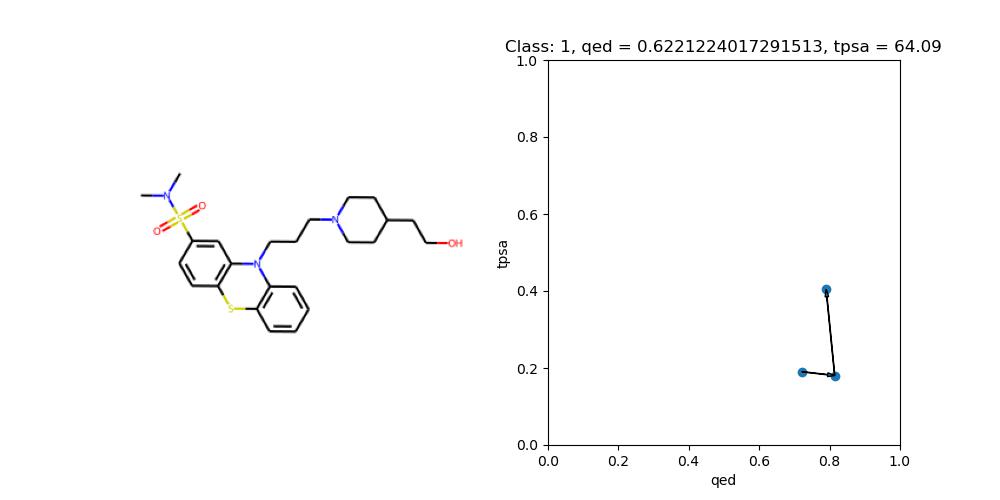 Class: 1, qed = 0.6221224017291513, tpsa = 64.09
1.0
0.8
0.6
0.4
0.2
0.0
tpsa
0.0 0.2 0.4 0.6 0.8 1.0
qed
N
O
S
O
N
OH
N
S